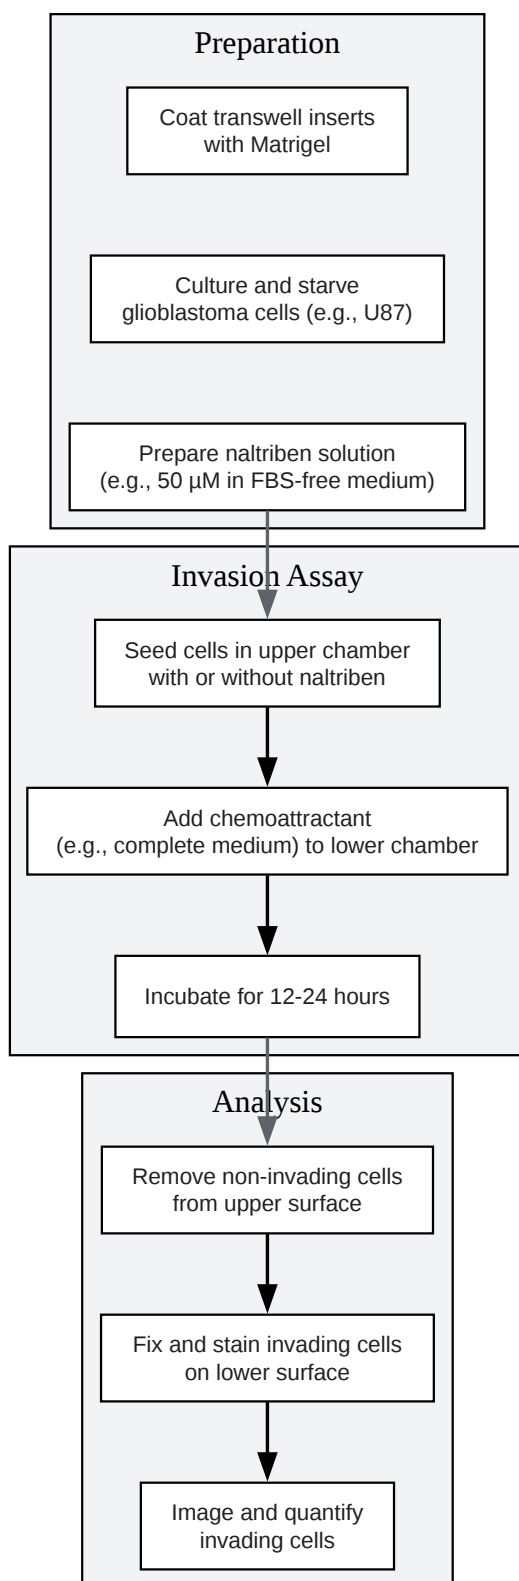 Preparation
Coat transwell inserts
with Matrigel
Culture and starve
glioblastoma cells (e.g., U87)
Prepare naltriben solution
(e.g., 50 µM in FBS-free medium)
Invasion Assay
Seed cells in upper chamber
with or without naltriben
Add chemoattractant
(e.g., complete medium) to lower chamber
Incubate for 12-24 hours
Analysis
Remove non-invading cells
from upper surface
Fix and stain invading cells
on lower surface
Image and quantify
invading cells